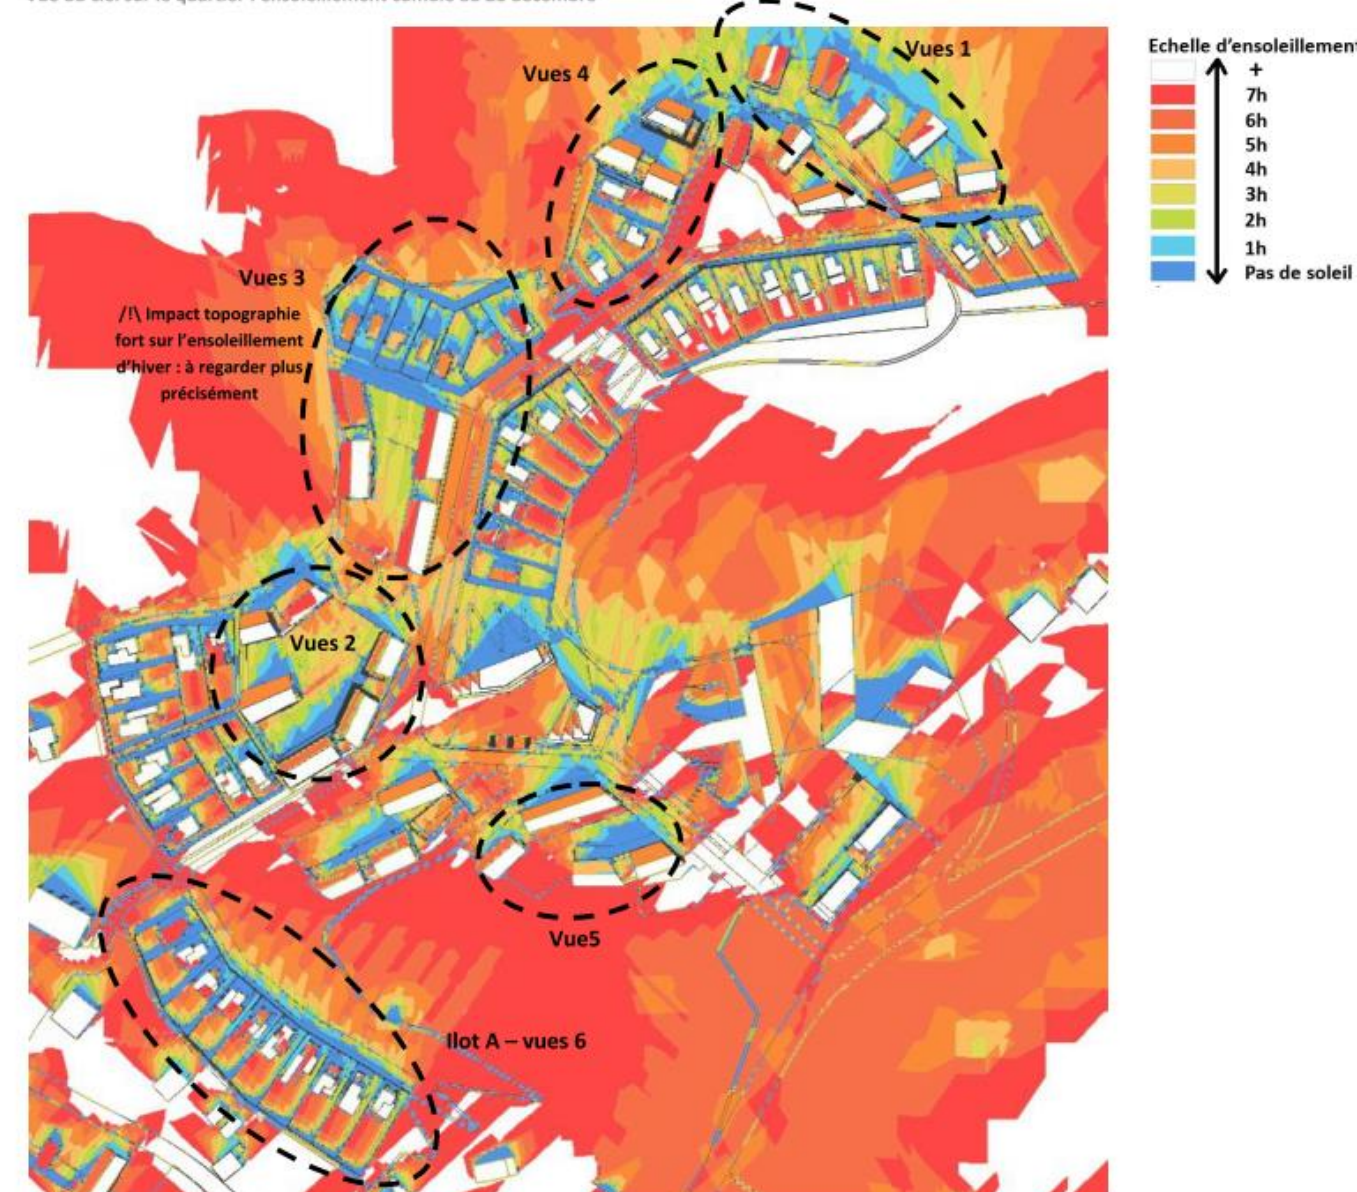 Vues 1
Echelle d'ensoleillement
+
7h
6h
5h
4h
3h
2h
1h
Pas de soleil
Vues 4
Vues 3
/!\ Impact topographie
fort sur l'ensoleillement
d'hiver : à regarder plus
précisément
Vues 2
Vue5
Ilot A – vues 6